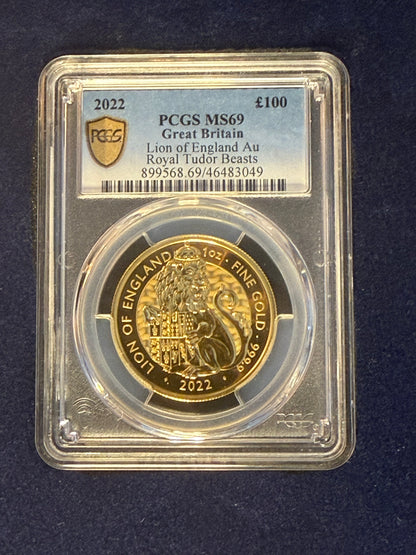 2022 £100
PCGS
PCGS MS69
Great Britain
Lion of England Au
Royal Tudor Beasts
899568.69/46483049
LION OF ENGLAND 1oz FINE GOLD 999.9
2022
PCGS